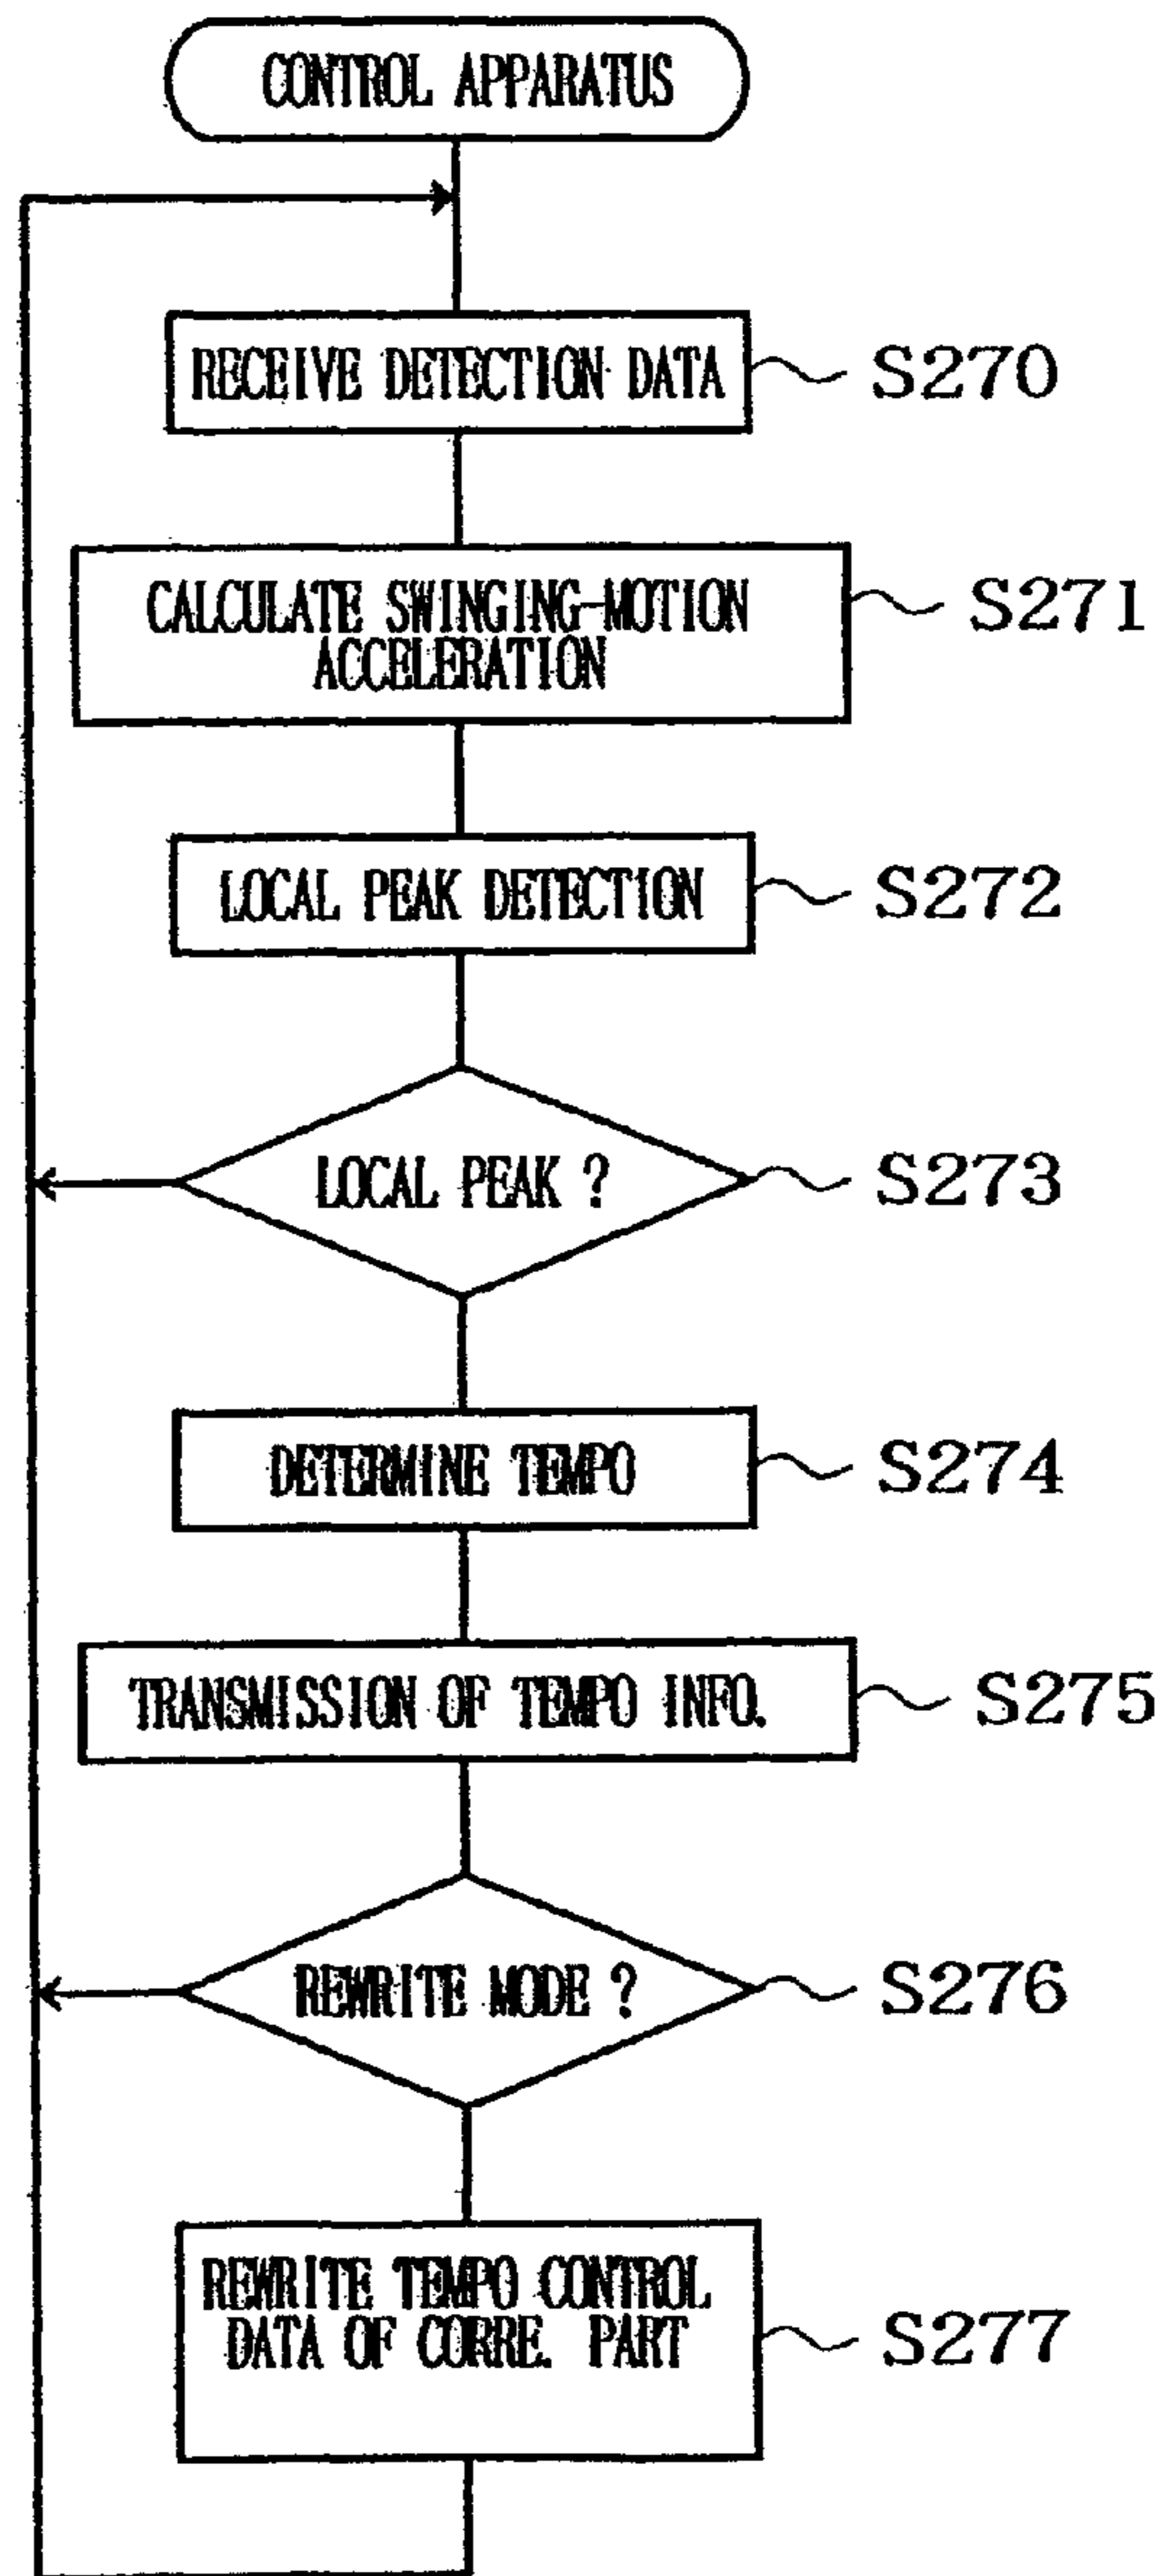 CONTROL APPARATUS
RECEIVE DETECTION DATA
S270
CALCULATE SWINGING-MOTION
ACCELERATION
S271
LOCAL PEAK DETECTION
S272
LOCAL PEAK ?
S273
DETERMINE TEMPO
S274
TRANSMISSION OF TEMPO INFO.
S275
REWRITE MODE ?
S276
REWRITE TEMPO CONTROL
DATA OF CORRE. PART
S277